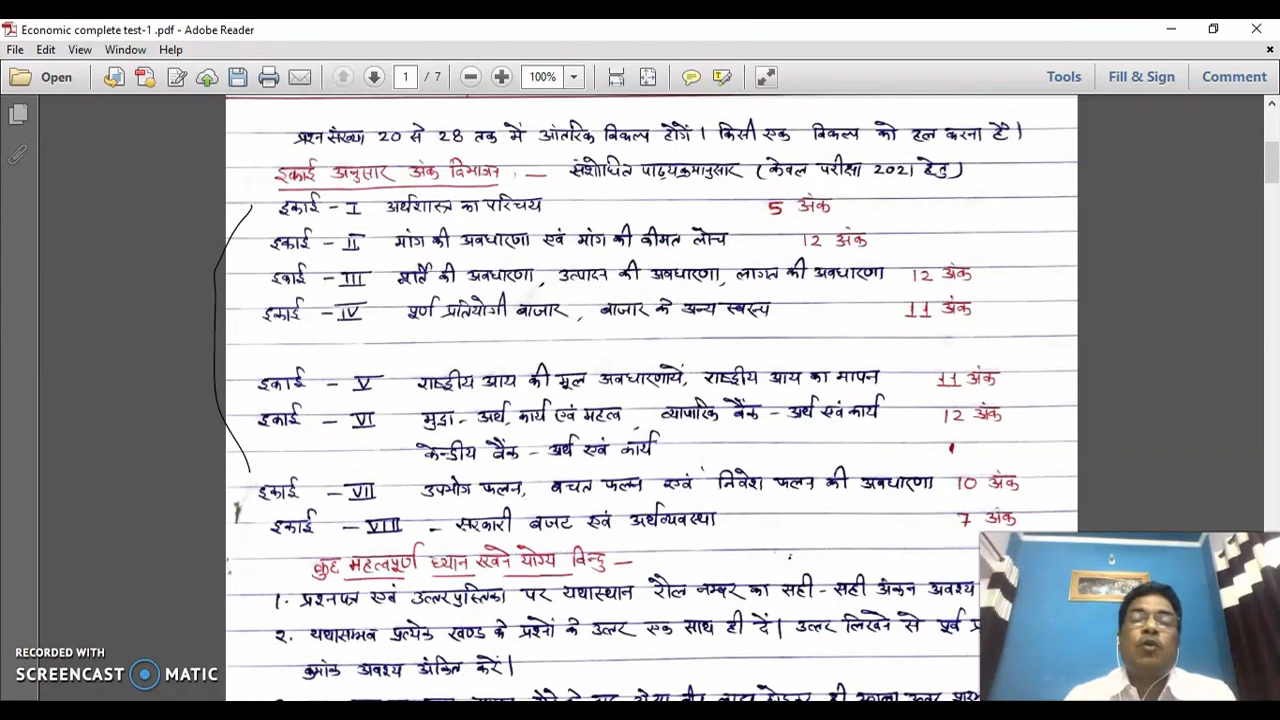 Economic complete test-1 .pdf - Adobe Reader
File Edit View Window Help
Open 1 / 7 100% Tools Fill & Sign Comment
प्रश्न संख्या 20 से 28 तक में आंतरिक विकल्प होगें। किसी एक विकल्प को हल करना है।
इकाई अनुसार अंक विभाजन :- संशोधित पाठ्यक्रमानुसार (केवल परीक्षा 2021 हेतु)
इकाई - I अर्थशास्त्र का परिचय 5 अंक
इकाई - II मांग की अवधारणा एवं मांग की कीमत लोच 12 अंक
इकाई - III की अवधारणा, उत्पादन की अवधारणा, लागत की अवधारणा 12 अंक
इकाई - IV पूर्ण प्रतियोगी बाजार, बाजार के अन्य स्वरूप 11 अंक
इकाई - V राष्ट्रीय आय की मूल अवधारणायें, राष्ट्रीय आय का मापन 11 अंक
इकाई - VI मुद्रा - अर्थ, कार्य एवं महत्व, व्यापारिक बैंक - अर्थ एवं कार्य 12 अंक
केन्द्रीय बैंक - अर्थ एवं कार्य
इकाई - VII उपभोग फलन, बचत फलन एवं निवेश फलन की अवधारणा 10 अंक
इकाई - VIII - सरकारी बजट एवं अर्थव्यवस्था 7 अंक
कुछ महत्वपूर्ण ध्यान रखने योग्य बिन्दु -
1. प्रश्नपत्र एवं उत्तरपुस्तिका पर यथास्थान रोल नम्बर का सही - सही अंकन अवश्य
2. यथासम्भव प्रत्येक खण्ड के प्रश्नों के उत्तर एक साथ ही दें। उत्तर लिखने से पूर्व
क्रमांक अवश्य अंकित करें।
RECORDED WITH
SCREENCAST MATIC